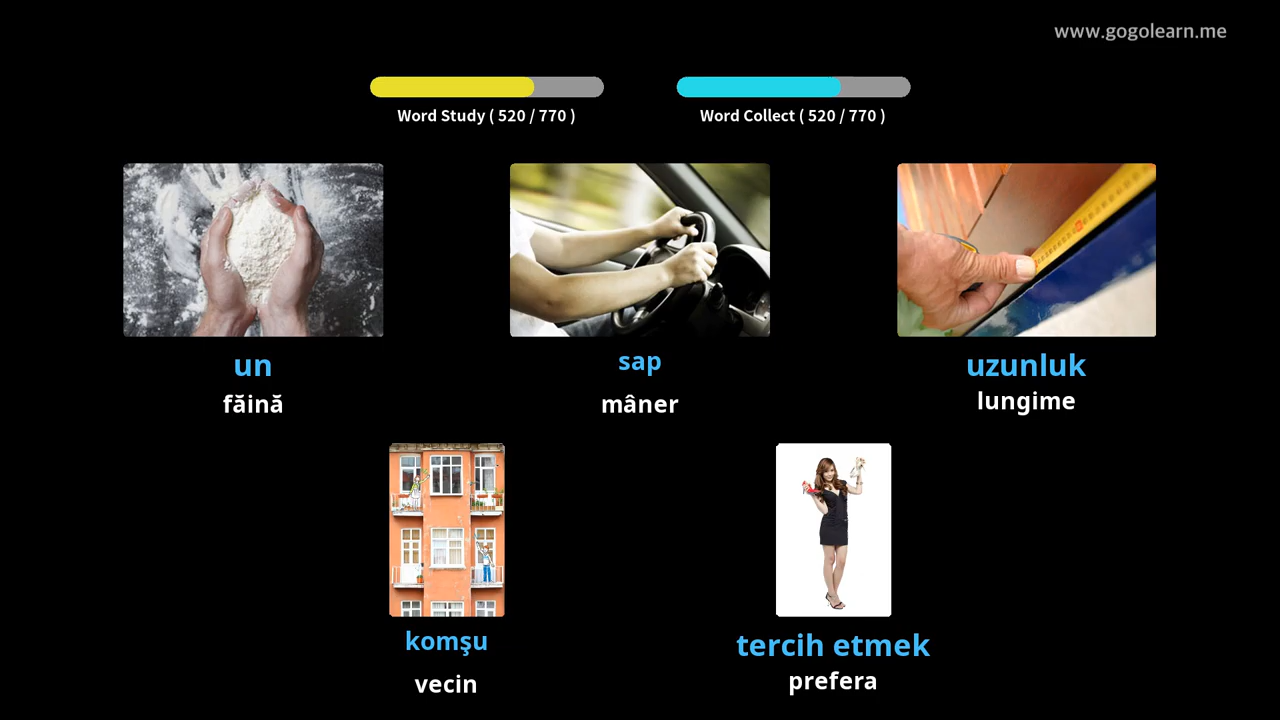 www.gogolearn.me
Word Study ( 520 / 770 )
Word Collect ( 520 / 770 )
un
sap
uzunluk
făină
mâner
lungime
komşu
tercih etmek
vecin
prefera